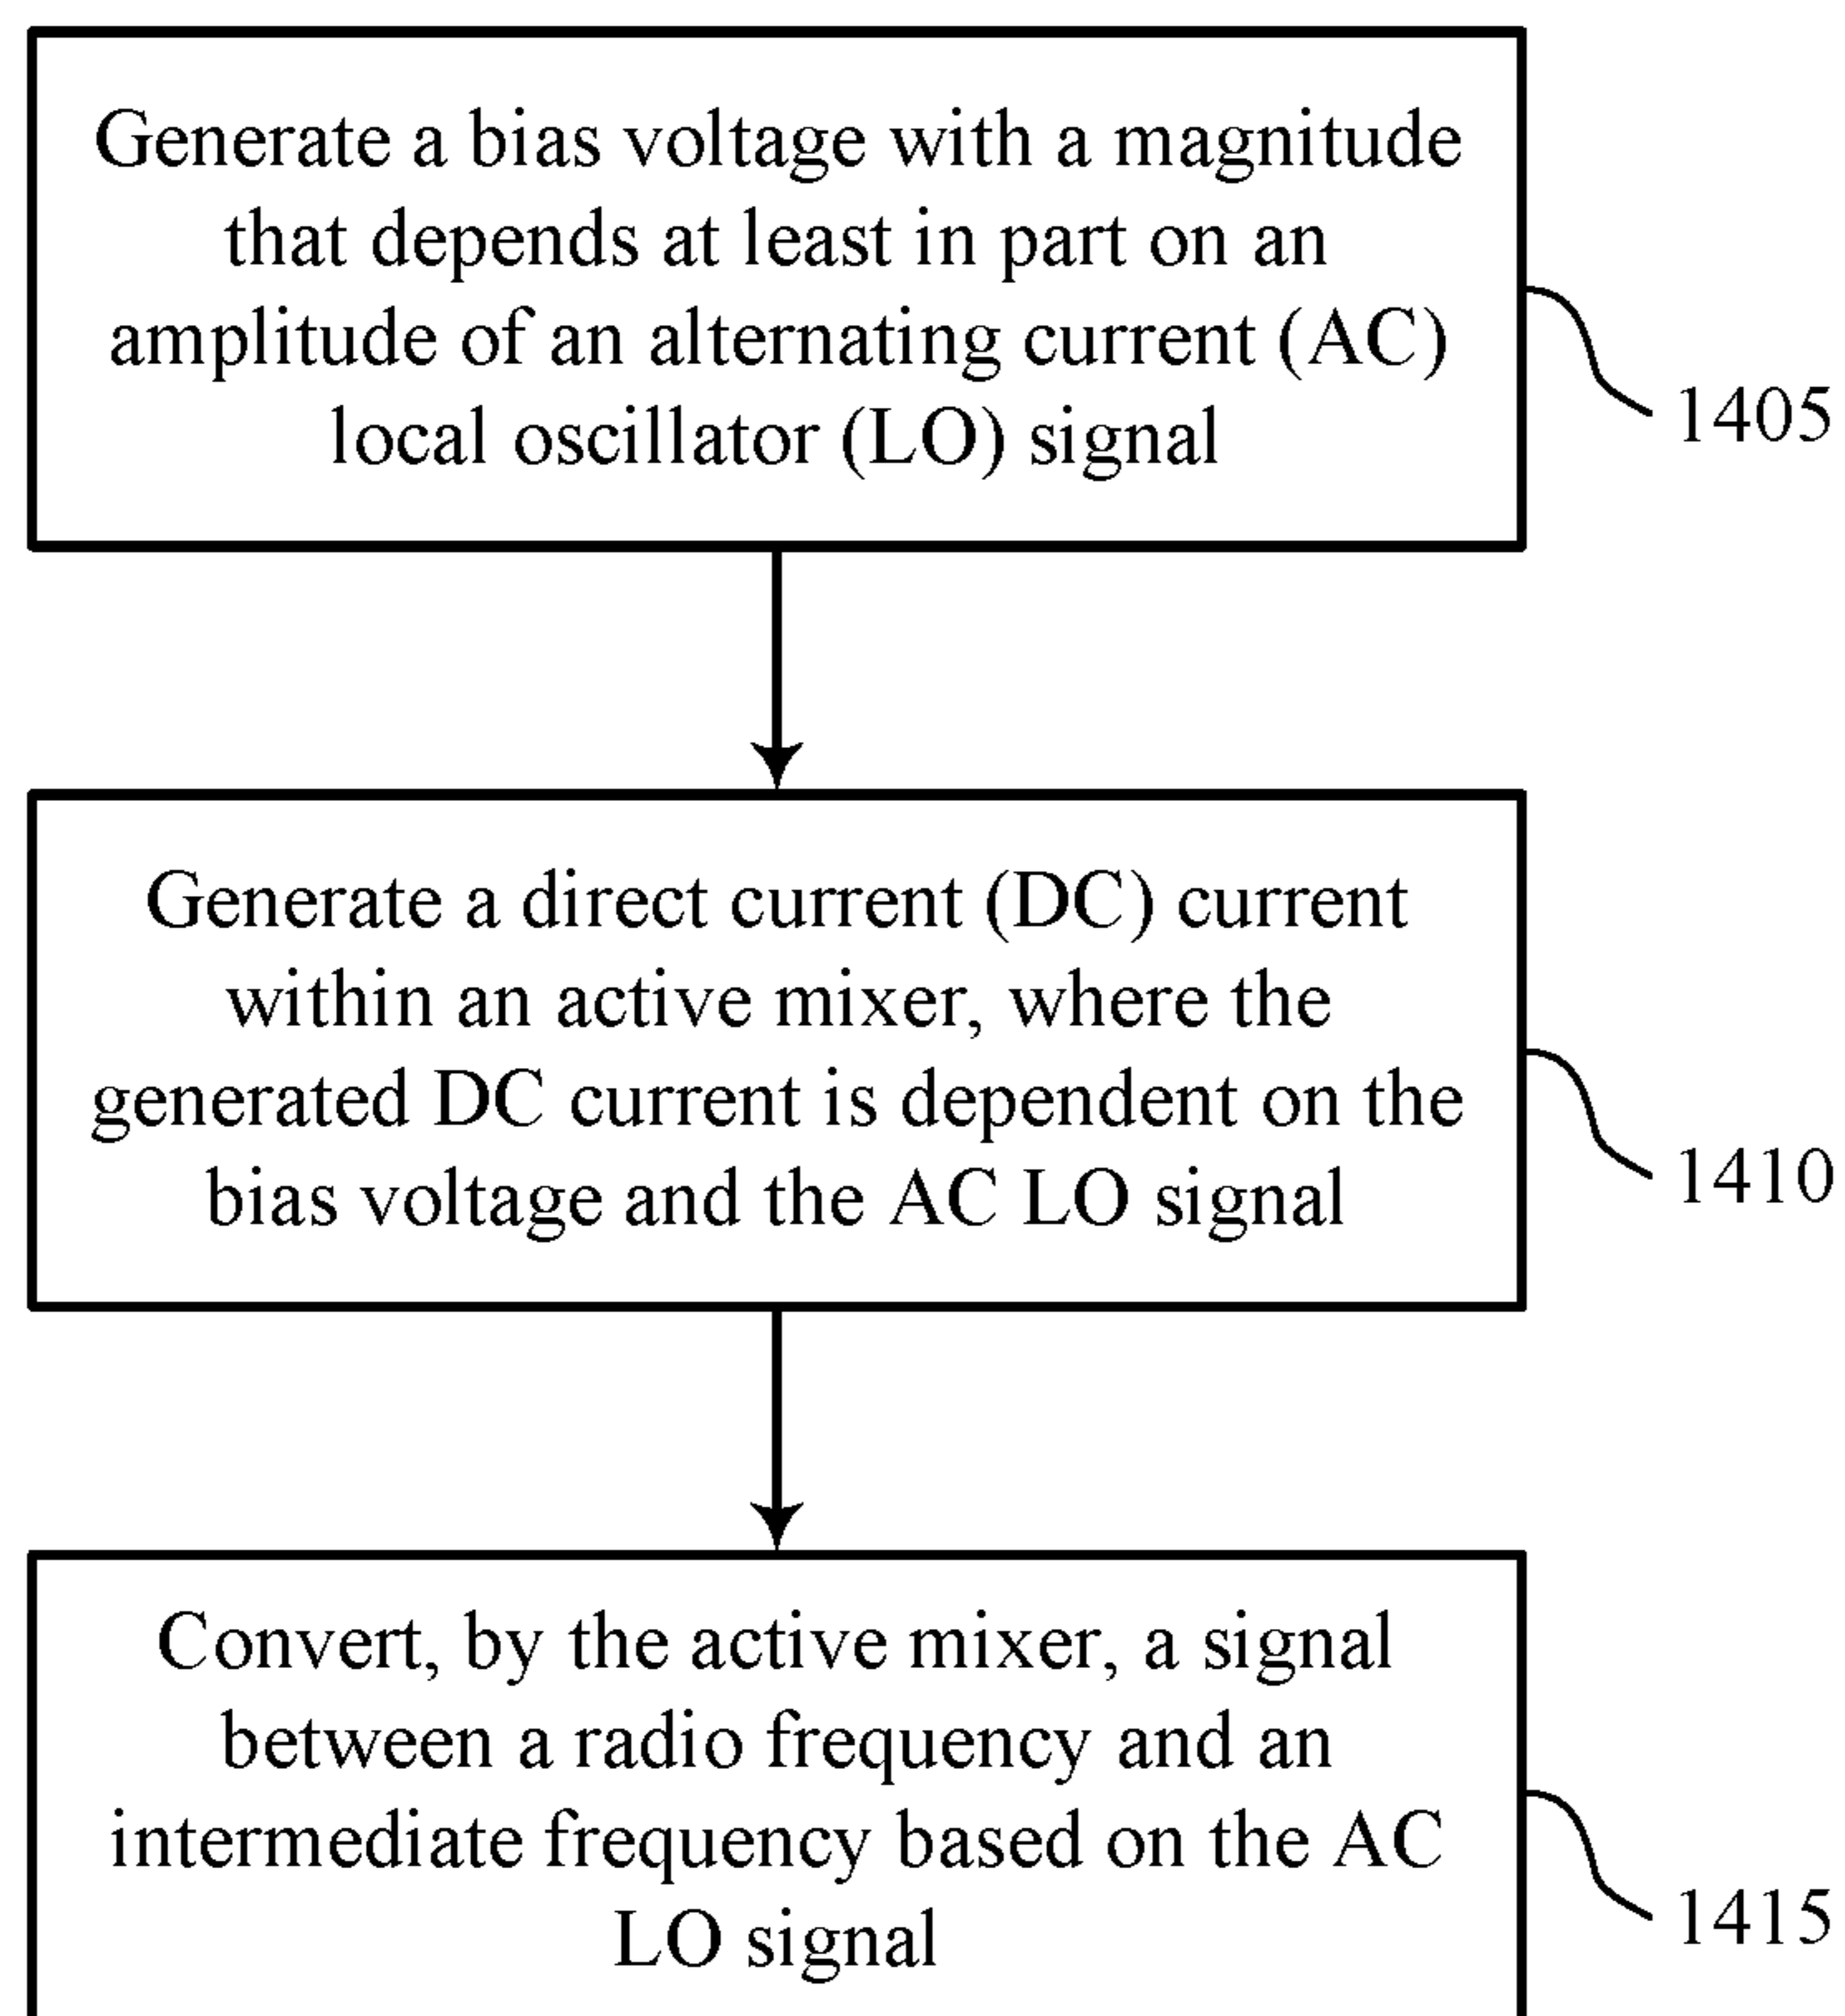 Generate a bias voltage with a magnitude
that depends at least in part on an
amplitude of an alternating current (AC)
local oscillator (LO) signal
1405
Generate a direct current (DC) current
within an active mixer, where the
generated DC current is dependent on the
bias voltage and the AC LO signal
1410
Convert, by the active mixer, a signal
between a radio frequency and an
intermediate frequency based on the AC
LO signal
1415